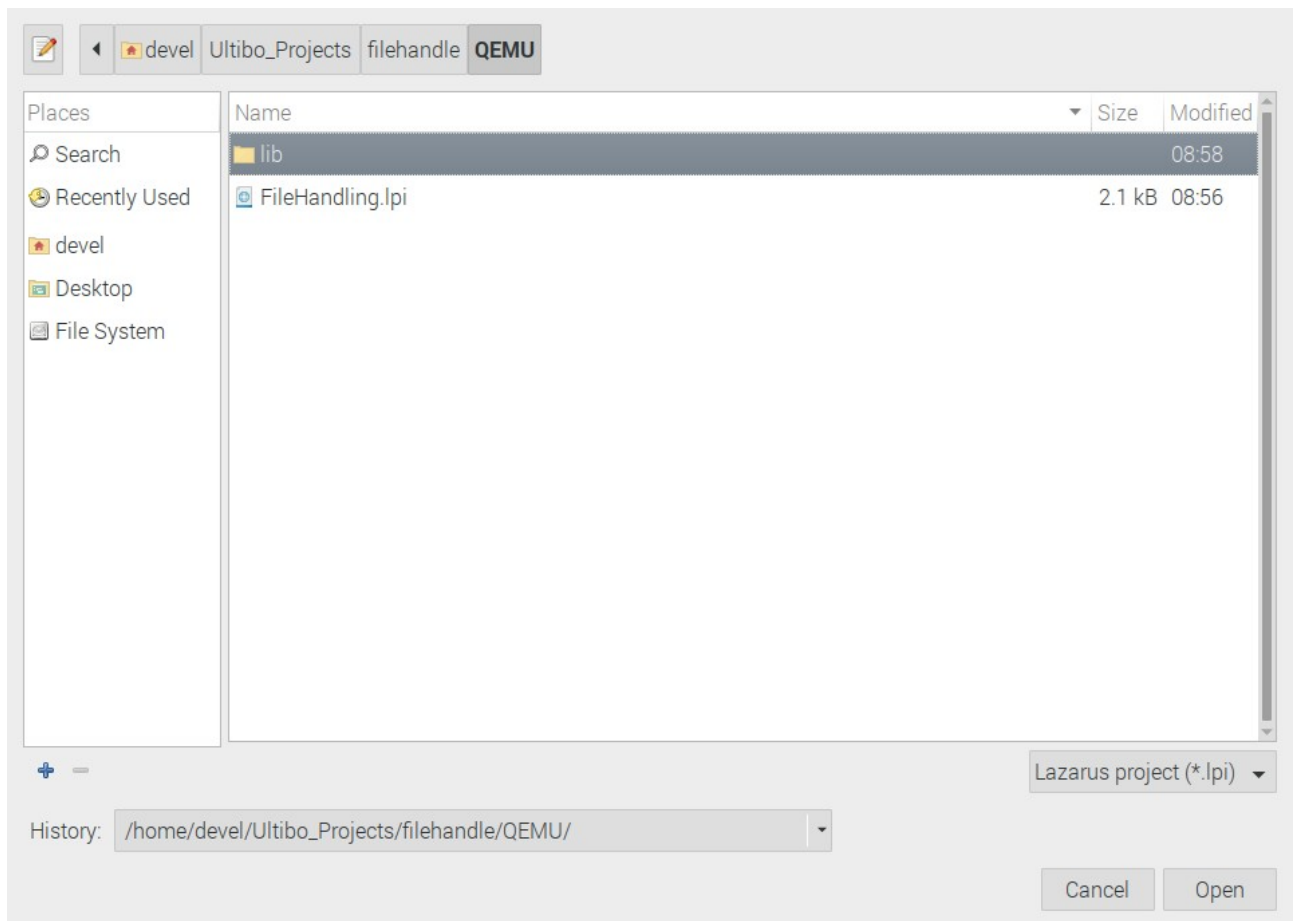 devel Ultibo_Projects filehandle QEMU
Places
Name Size Modified
Search
lib 08:58
Recently Used
FileHandling.lpi 2.1 kB 08:56
devel
Desktop
File System
Lazarus project (*.lpi)
History: /home/devel/Ultibo_Projects/filehandle/QEMU/
Cancel Open